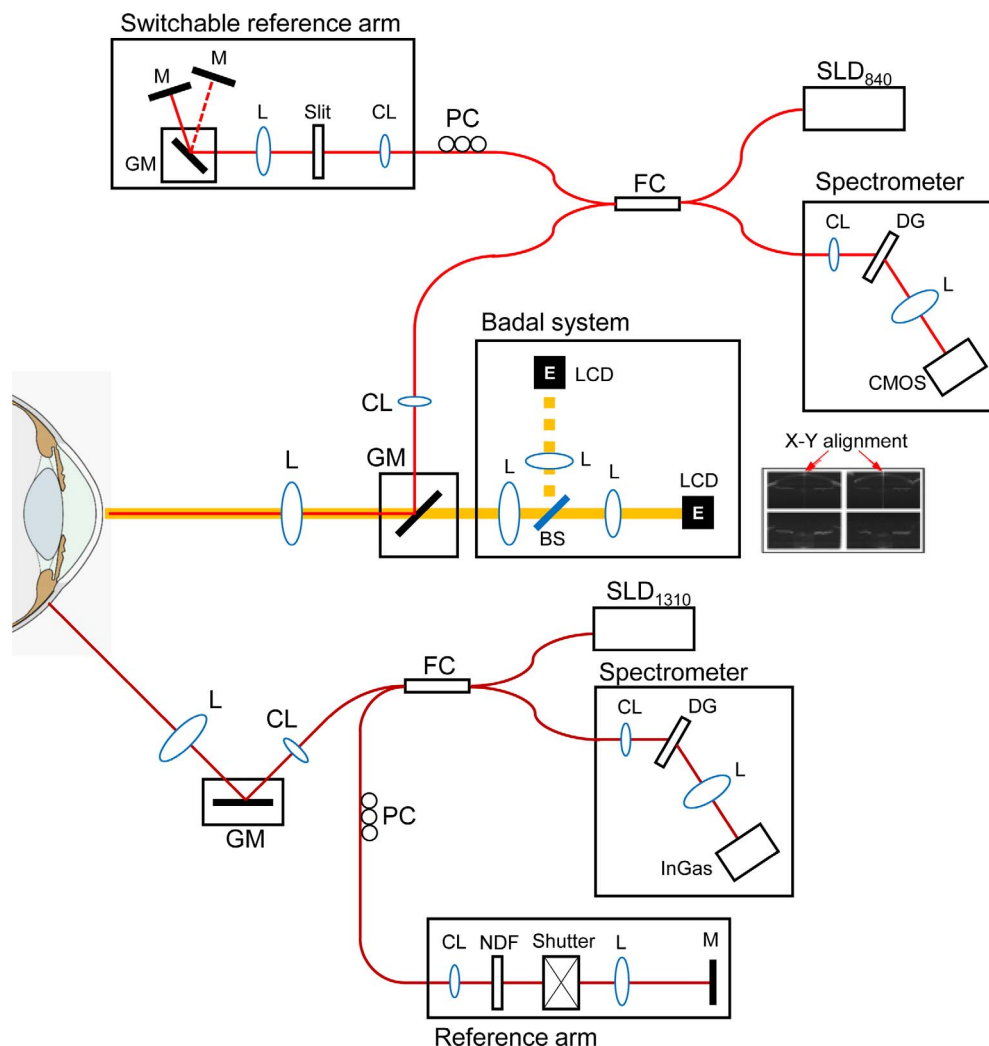 Switchable reference arm
M
M
L
Slit
CL
GM
PC
SLD840
FC
Spectrometer
CL
DG
L
CMOS
Badal system
E
LCD
CL
L
GM
L
L
L
LCD
E
BS
X-Y alignment
SLD1310
FC
Spectrometer
CL
DG
L
InGas
L
CL
GM
PC
CL
NDF
Shutter
L
M
Reference arm